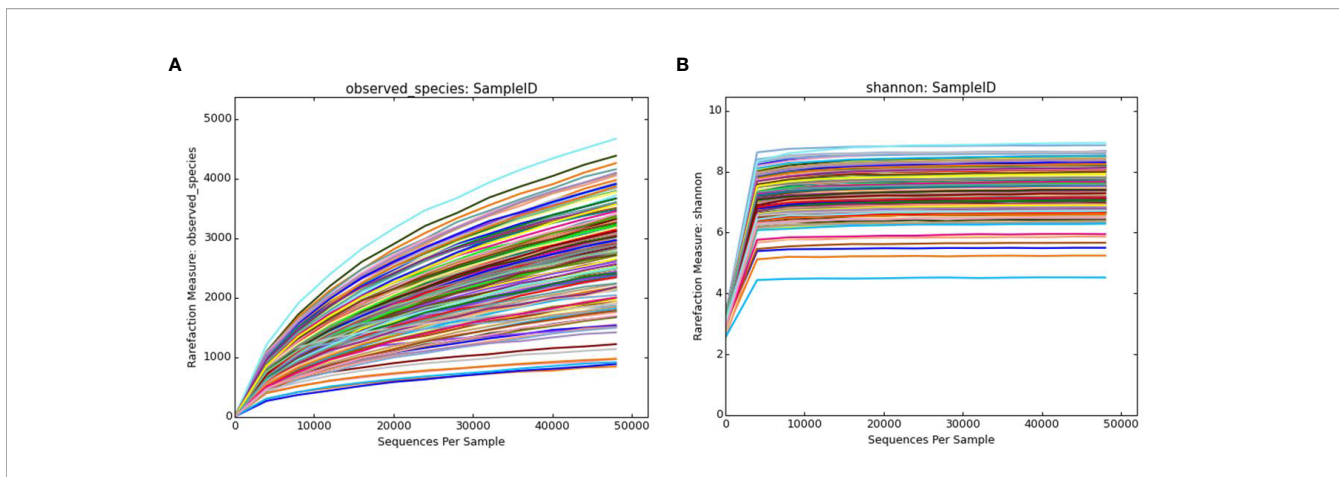 A
observed_species: SampleID
Rarefaction Measure: observed_species
5000
4000
3000
2000
1000
0
0 10000 20000 30000 40000 50000
Sequences Per Sample
B
shannon: SampleID
Rarefaction Measure: shannon
10
8
6
4
2
0
0 10000 20000 30000 40000 50000
Sequences Per Sample